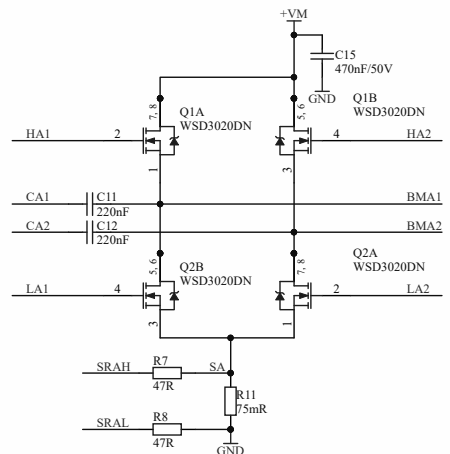 +VM
C15
470nF/50V
GND
7, 8
Q1A
WSD3020DN
5, 6
Q1B
WSD3020DN
HA1
2
4
HA2
1
3
CA1
C11
220nF
BMA1
CA2
C12
220nF
BMA2
5, 6
Q2B
WSD3020DN
7, 8
Q2A
WSD3020DN
LA1
4
2
LA2
3
1
SRAH
R7
47R
SA
R11
75mR
SRAL
R8
47R
GND